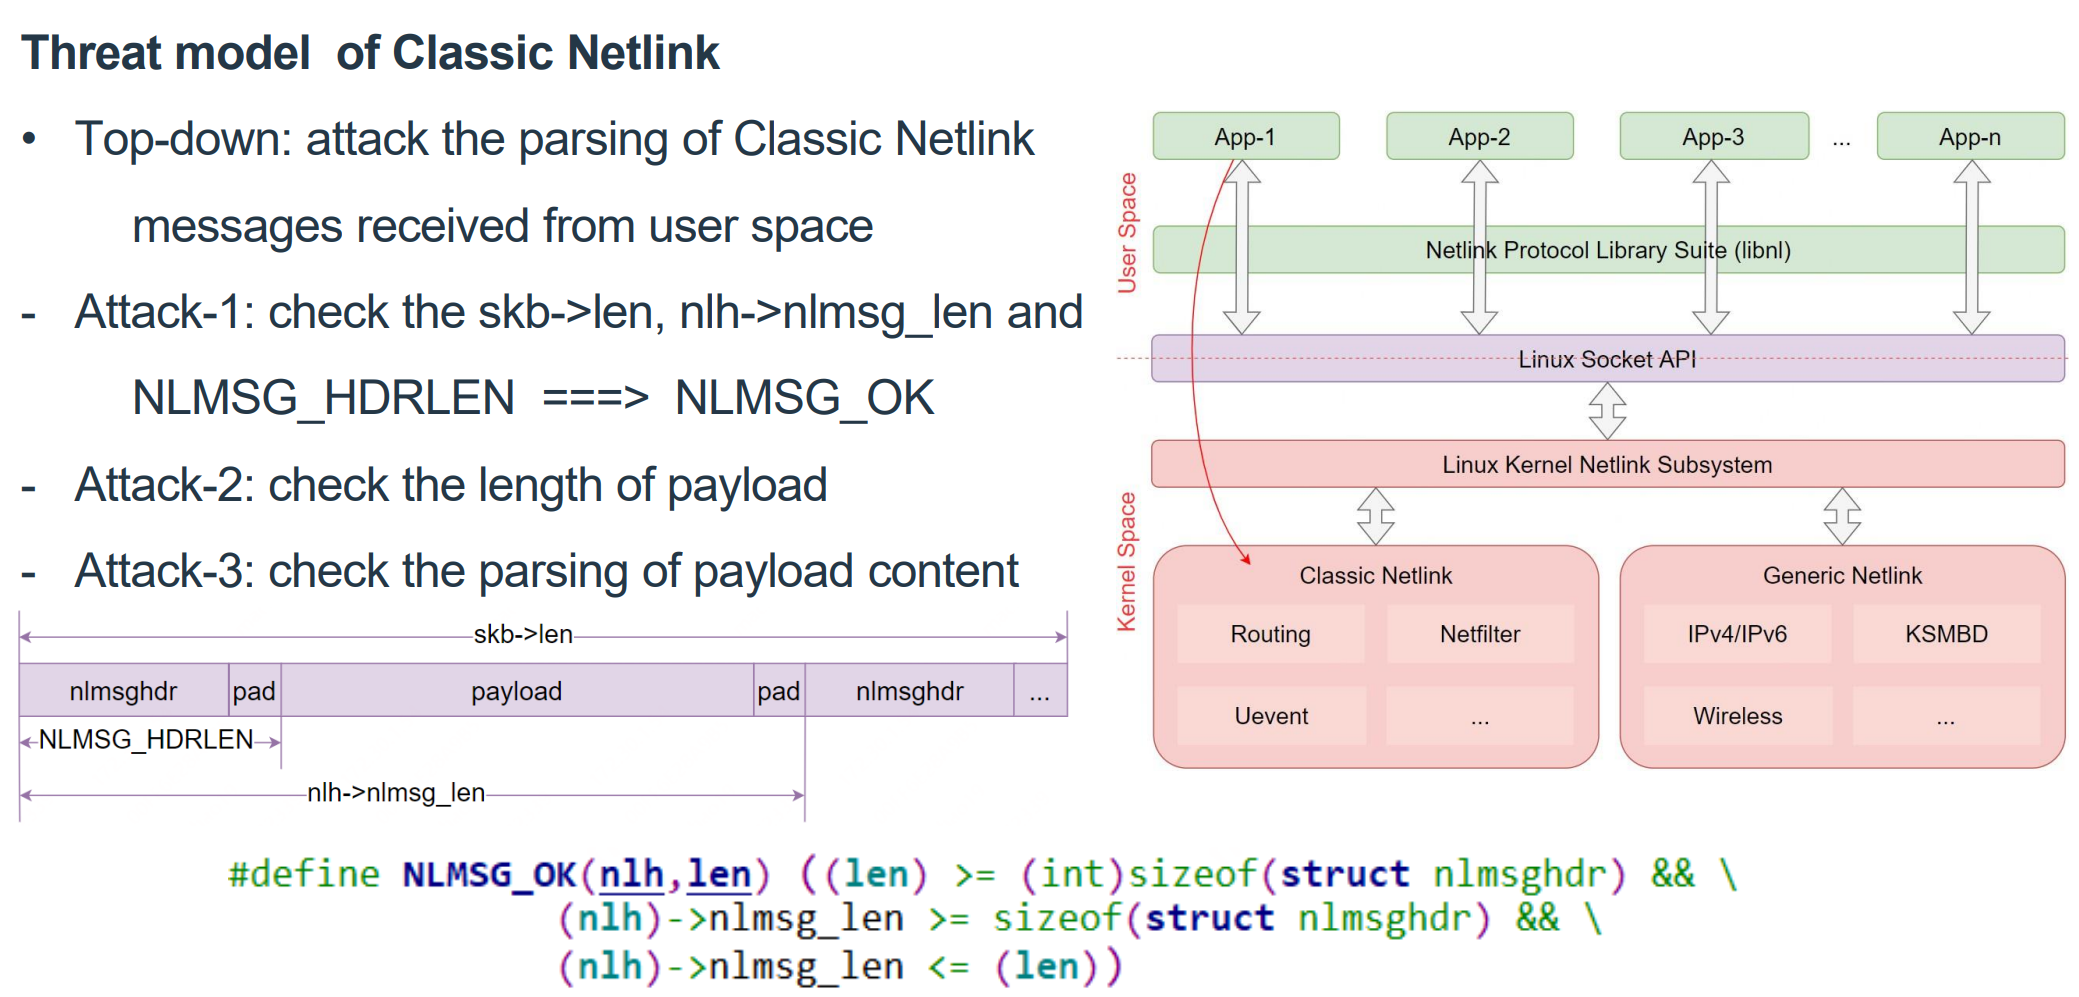 Threat model of Classic Netlink
• Top-down: attack the parsing of Classic Netlink
messages received from user space
- Attack-1: check the skb->len, nlh->nlmsg_len and
NLMSG_HDRLEN ===> NLMSG_OK
- Attack-2: check the length of payload
- Attack-3: check the parsing of payload content
skb->len
nlmsghdr pad payload pad nlmsghdr ...
NLMSG_HDRLEN
nlh->nlmsg_len
User Space
App-1 App-2 App-3 ... App-n
Netlink Protocol Library Suite (libnl)
Linux Socket API
Kernel Space
Linux Kernel Netlink Subsystem
Classic Netlink
Routing Netfilter
Uevent ...
Generic Netlink
IPv4/IPv6 KSMBD
Wireless ...
#define NLMSG_OK(nlh,len) ((len) >= (int)sizeof(struct nlmsghdr) && \
(nlh)->nlmsg_len >= sizeof(struct nlmsghdr) && \
(nlh)->nlmsg_len <= (len))